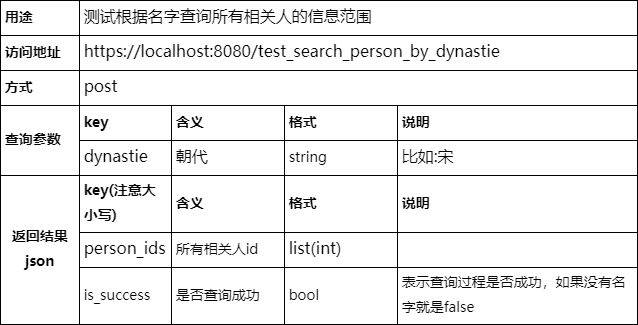 用途 测试根据名字查询所有相关人的信息范围
访问地址 https://localhost:8080/test_search_person_by_dynastie
方式 post
查询参数 key 含义 格式 说明
dynastie 朝代 string 比如:宋
返回结果
json
key(注意大
小写) 含义 格式 说明
person_ids 所有相关人id list(int)
is_success 是否查询成功 bool 表示查询过程是否成功，如果没有名
字就是false